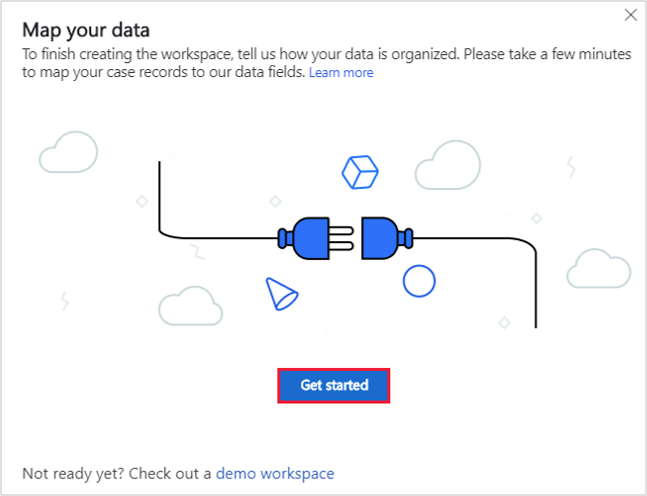 Map your data
To finish creating the workspace, tell us how your data is organized. Please take a few minutes
to map your case records to our data fields. Learn more
Get started
Not ready yet? Check out a demo workspace